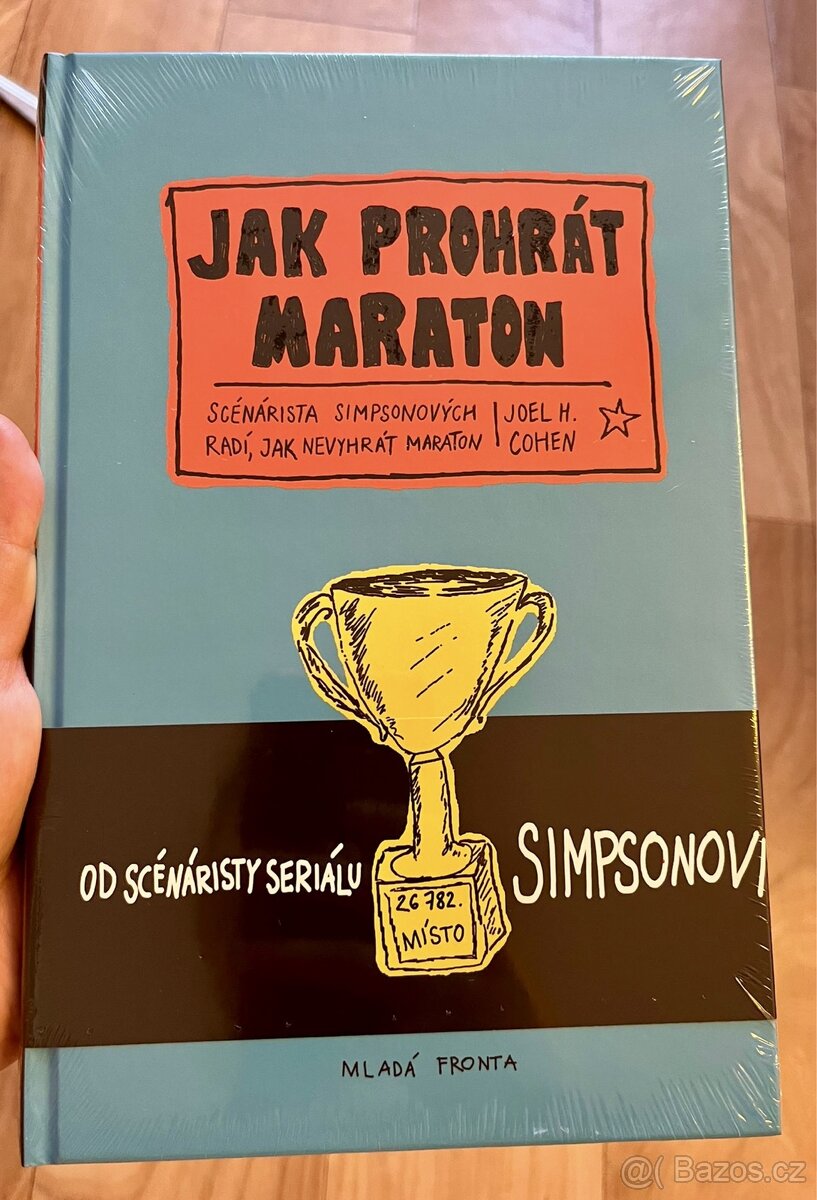 JAK PROHRÁT
MARATON
SCÉNÁRISTA SIMPSONOVÝCH
RADÍ, JAK NEVYHRÁT MARATON
JOEL H.
COHEN
OD SCÉNÁRISTY SERIÁLU
SIMPSONOVI
26 782.
MÍSTO
MLADÁ FRONTA
@( Bazos.cz